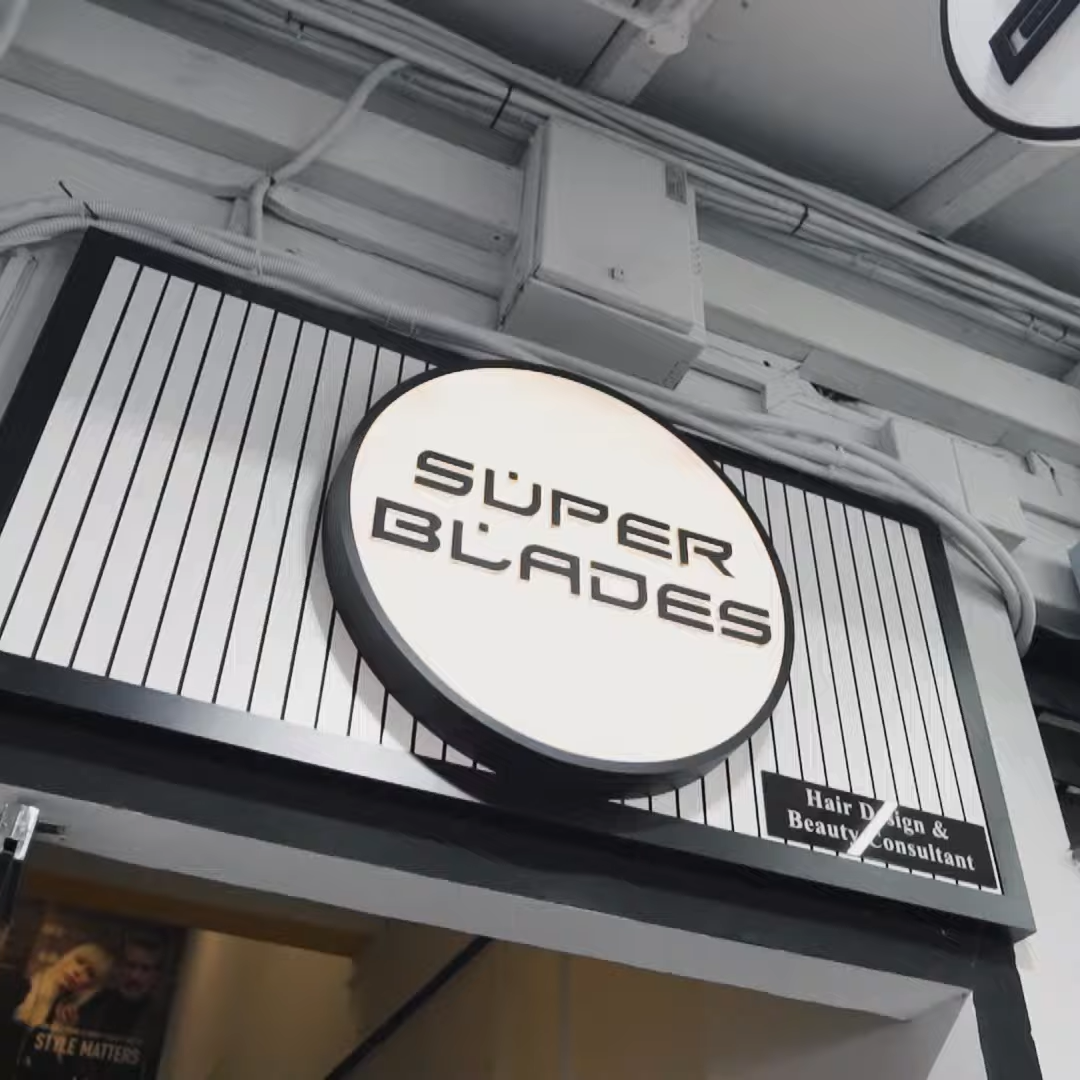 SUPER
BLADES
Hair Design &
Beauty Consultant
STYLE MATTERS